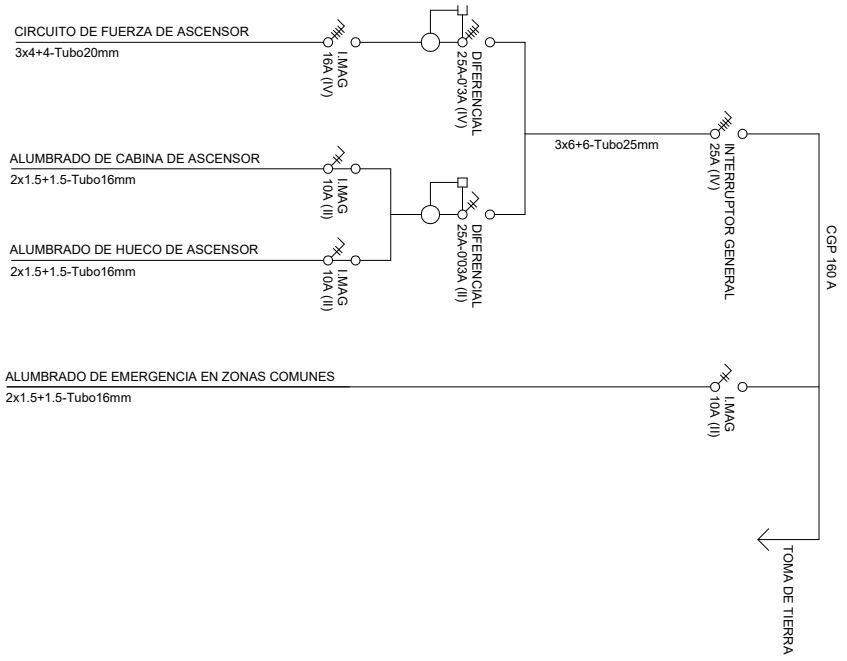 CIRCUITO DE FUERZA DE ASCENSOR
3x4+4-Tubo20mm
I.MAG
16A (IV)
DIFERENCIAL
25A-0'3A (IV)
ALUMBRADO DE CABINA DE ASCENSOR
2x1.5+1.5-Tubo16mm
I.MAG
10A (II)
ALUMBRADO DE HUECO DE ASCENSOR
2x1.5+1.5-Tubo16mm
I.MAG
10A (II)
DIFERENCIAL
25A-0'03A (II)
3x6+6-Tubo25mm
INTERRUPTOR GENERAL
25A (IV)
CGP 160 A
ALUMBRADO DE EMERGENCIA EN ZONAS COMUNES
2x1.5+1.5-Tubo16mm
I.MAG
10A (II)
TOMA DE TIERRA